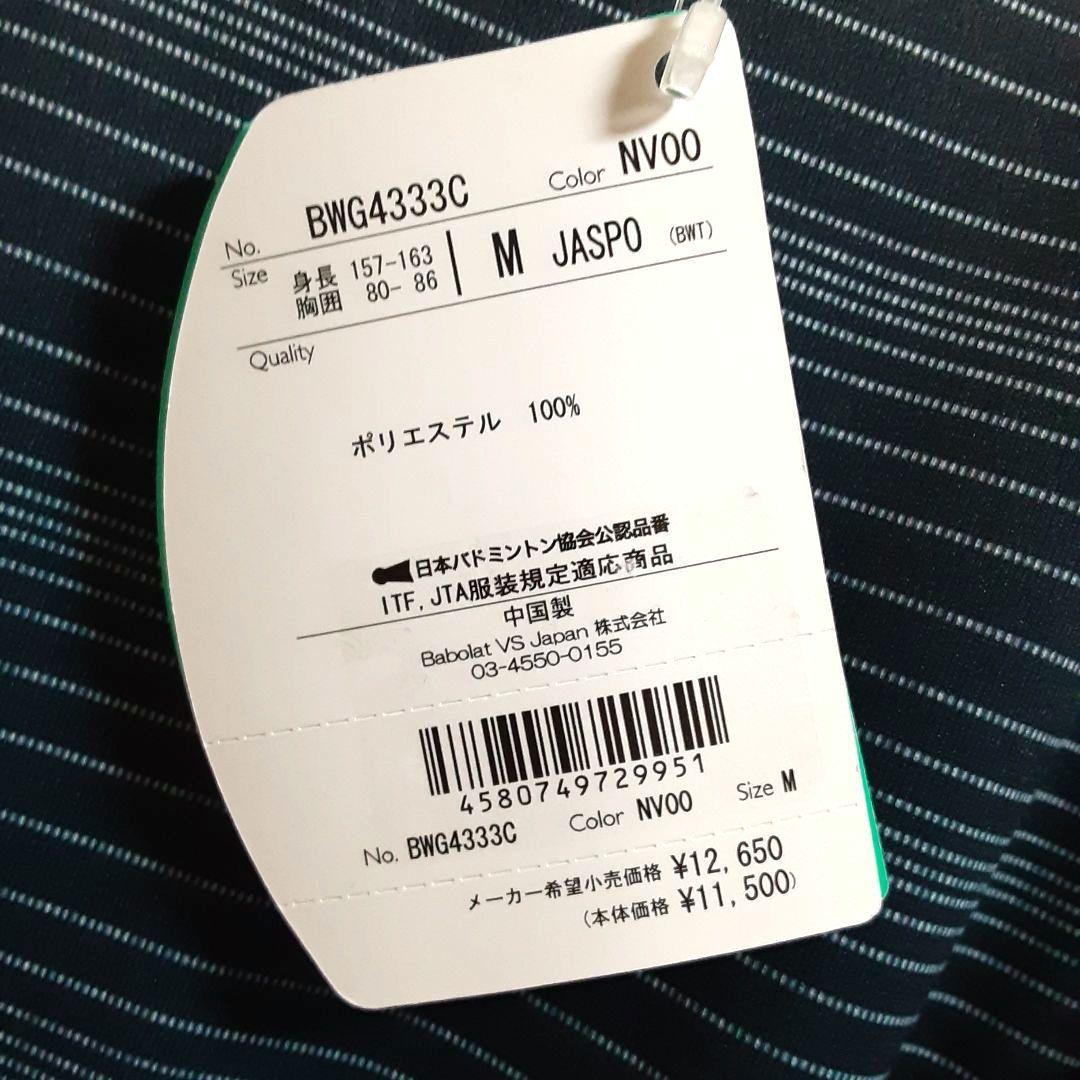 No. BWG4333C Color NV00
Size 身長 157-163 M JASPO (BWT)
胸囲 80- 86
Quality
ポリエステル 100%
日本バドミントン協会公認品番
ITF, JTA服装規定適応商品
中国製
Babolat VS Japan 株式会社
03-4550-0155
4580749729951
No. BWG4333C Color NV00 Size M
メーカー希望小売価格 ¥12,650
(本体価格 ¥11,500)